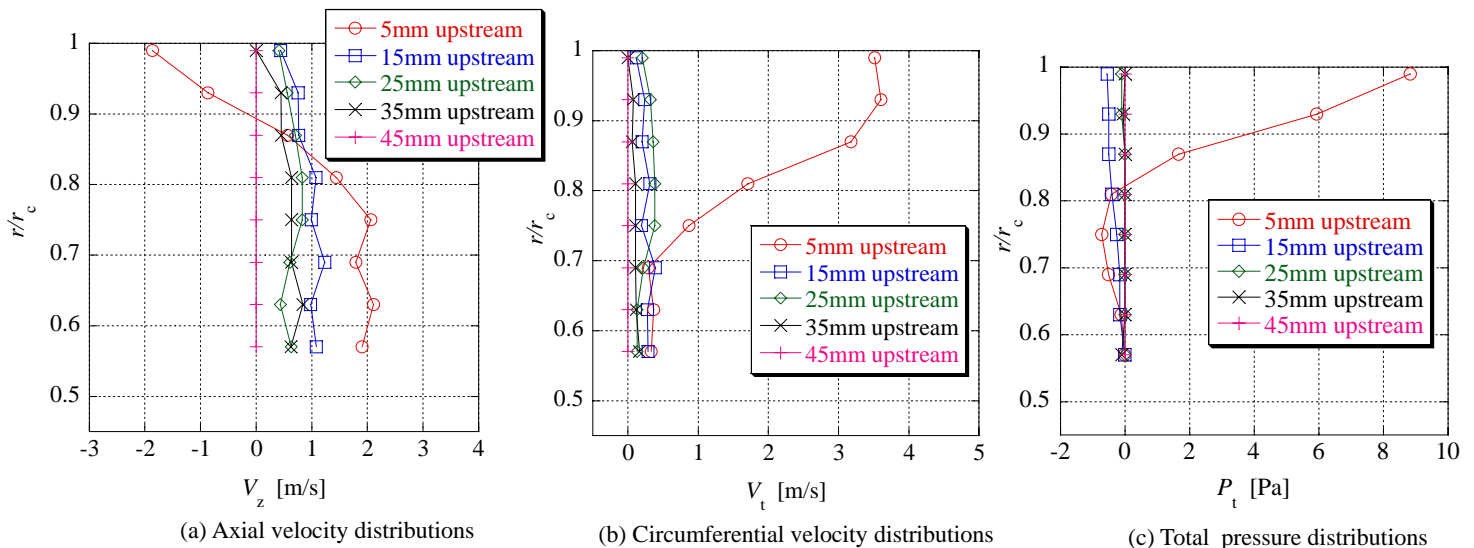 5mm upstream
15mm upstream
25mm upstream
35mm upstream
45mm upstream
1
0.9
0.8
0.7
0.6
0.5
r/rc
-3 -2 -1 0 1 2 3 4
Vz [m/s]
(a) Axial velocity distributions
1
0.9
0.8
0.7
0.6
0.5
r/rc
5mm upstream
15mm upstream
25mm upstream
35mm upstream
45mm upstream
0 1 2 3 4 5
Vt [m/s]
(b) Circumferential velocity distributions
1
0.9
0.8
0.7
0.6
0.5
r/rc
5mm upstream
15mm upstream
25mm upstream
35mm upstream
45mm upstream
-2 0 2 4 6 8 10
Pt [Pa]
(c) Total pressure distributions